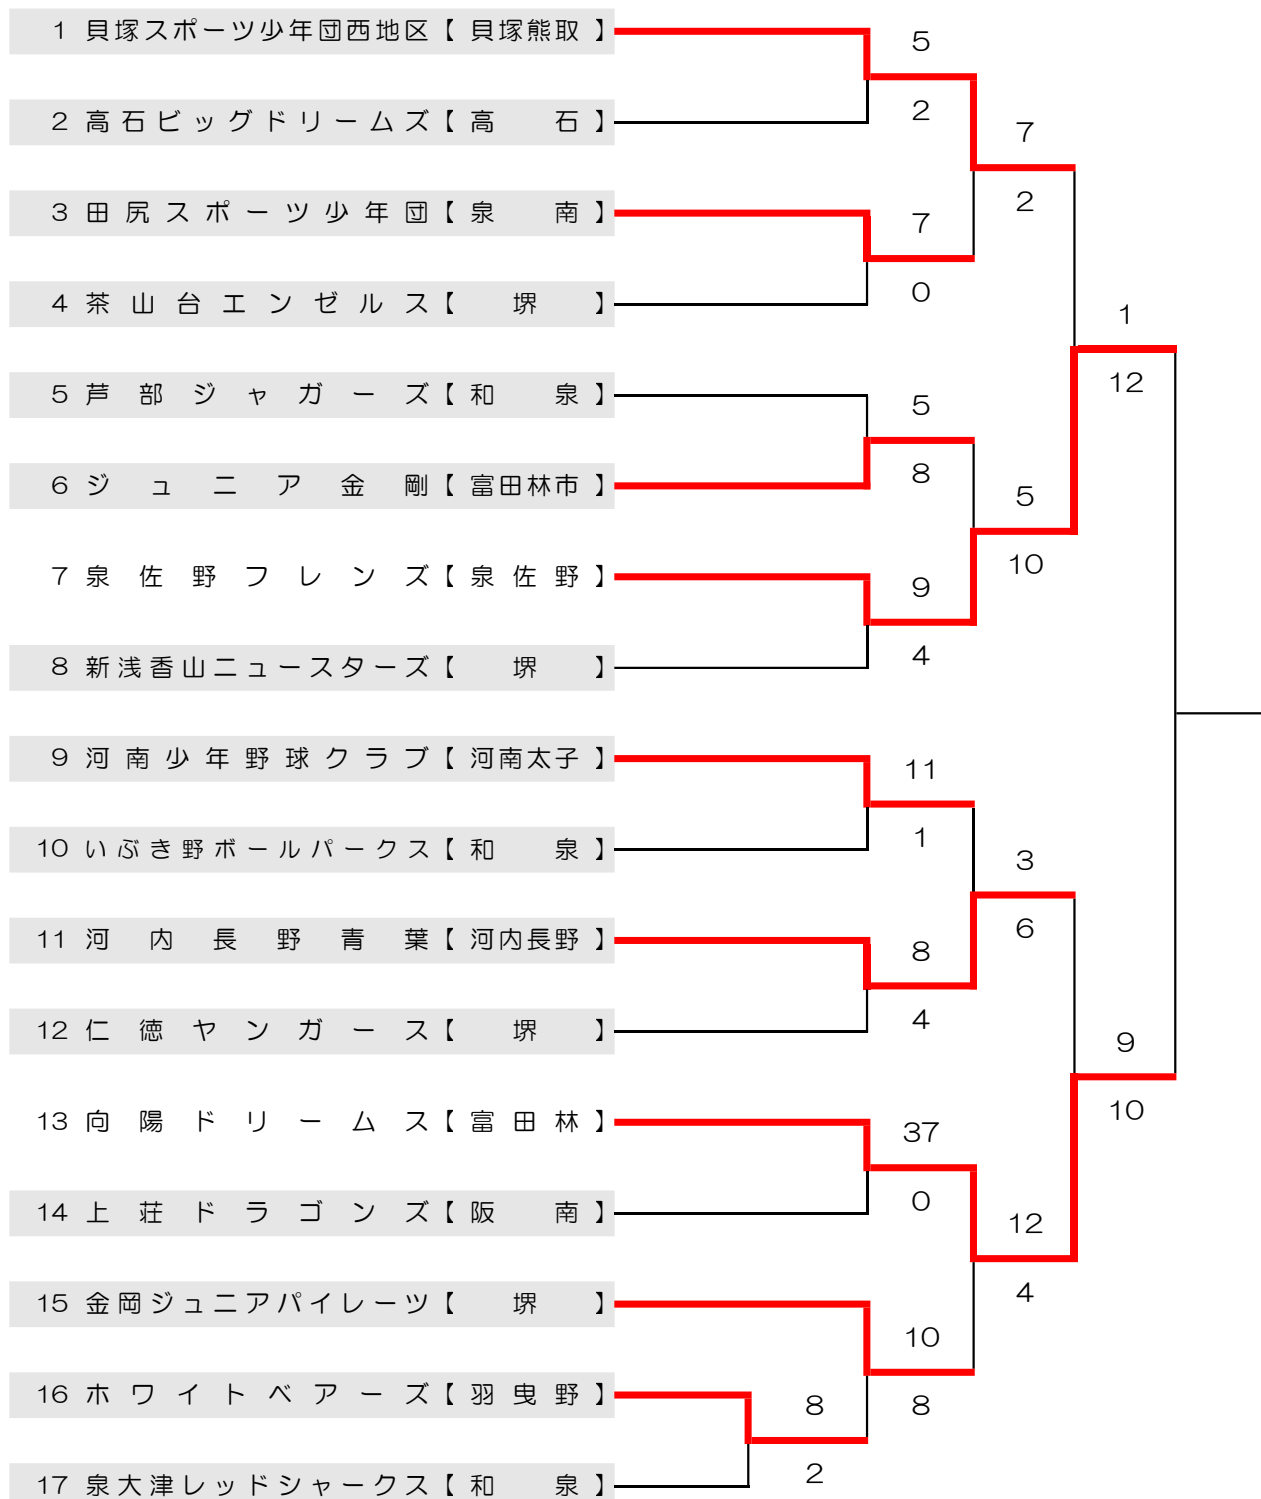 1 貝塚スポーツ少年団西地区【 貝塚熊取 】
5
2 高石ビッグドリームズ【 高 石 】
2
7
3 田尻スポーツ少年団【 泉 南 】
2
7
4 茶山台エンゼルス【 堺 】
0
1
5 芦部ジャガーズ【 和 泉 】
12
5
6 ジュニア金剛【 富田林市 】
8
5
7 泉佐野フレンズ【 泉 佐 野 】
10
9
8 新浅香山ニュースターズ【 堺 】
4
9 河南少年野球クラブ【 河南太子 】
11
10 いぶき野ボールパークス【 和 泉 】
1
3
11 河内長野青葉【 河内長野 】
6
8
12 仁徳ヤンガース【 堺 】
4
9
13 向陽ドリームス【 富 田 林 】
10
37
14 上荘ドラゴンズ【 阪 南 】
0
12
15 金岡ジュニアパイレーツ【 堺 】
4
10
16 ホワイトベアーズ【 羽 曳 野 】
8
8
17 泉大津レッドシャークス【 和 泉 】
2